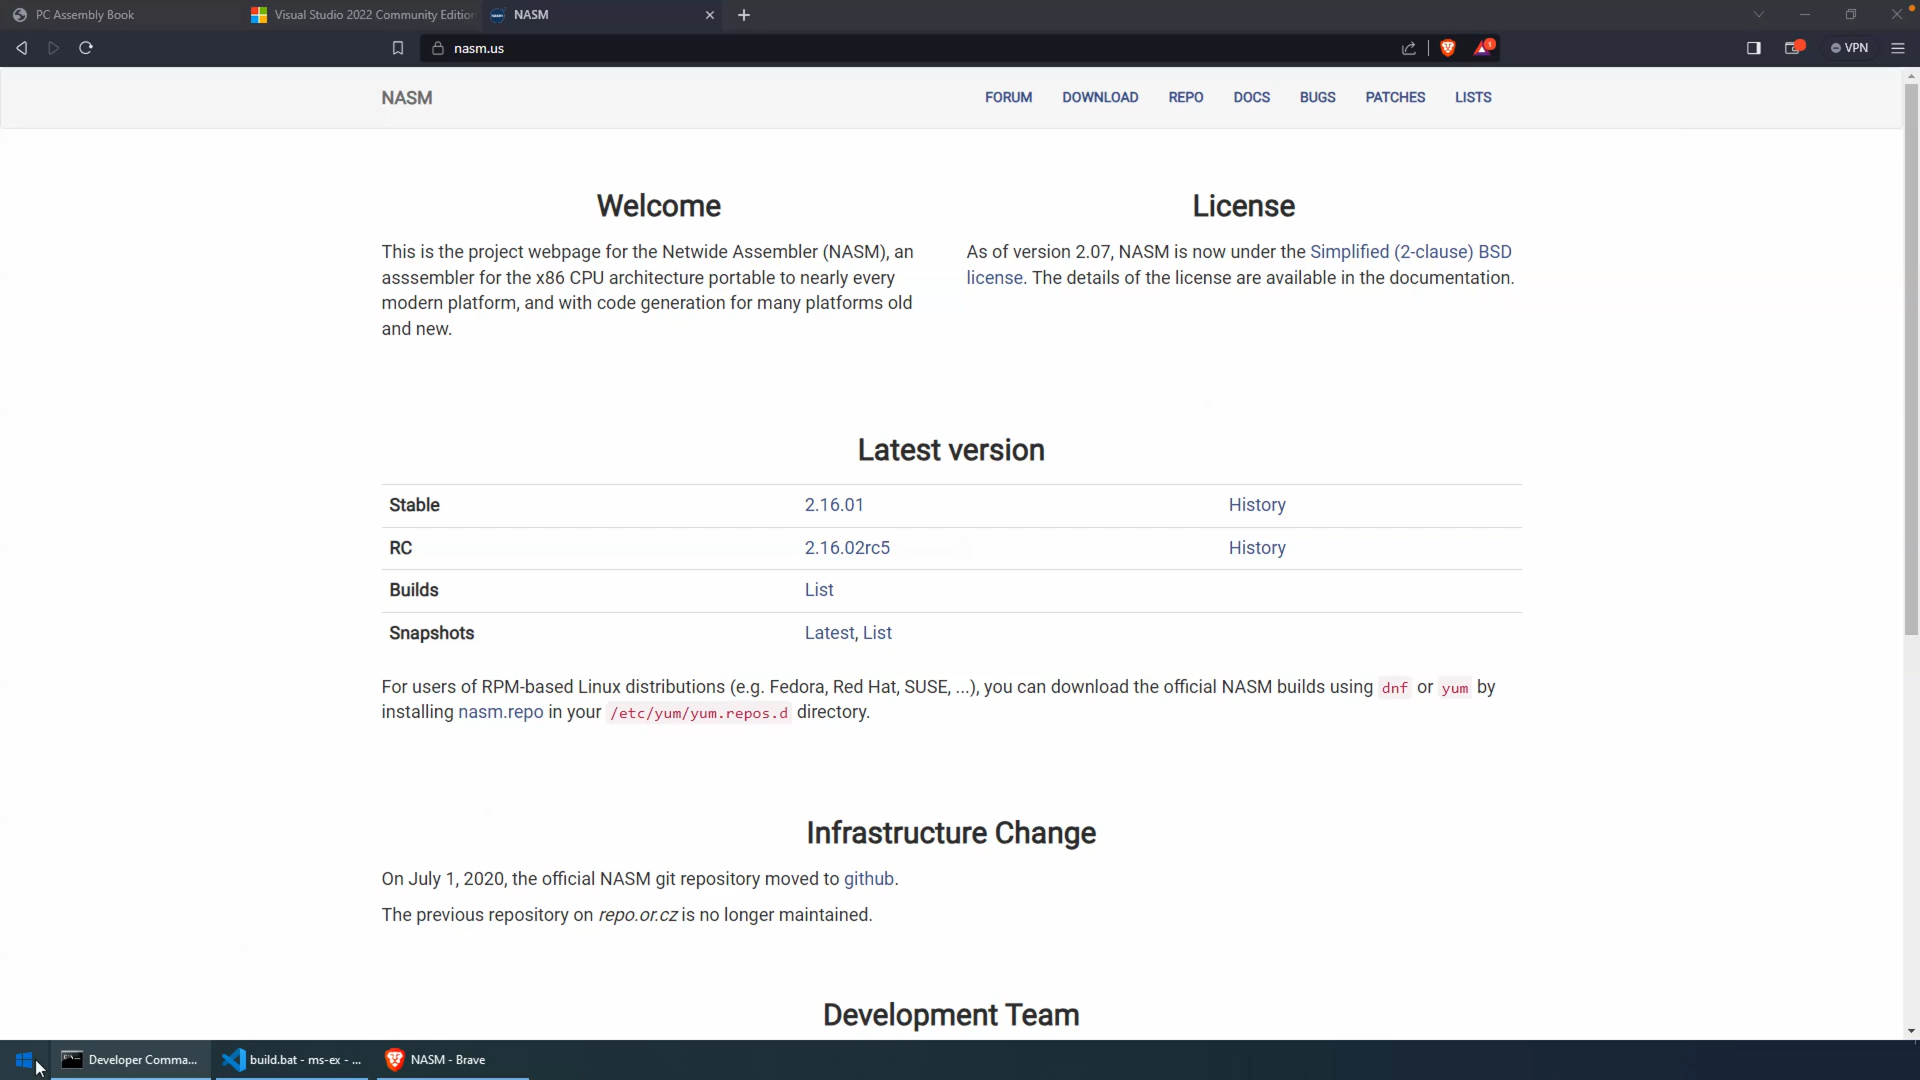 PC Assembly Book
Visual Studio 2022 Community Edition
NASM
nasm.us
1
VPN
NASM
FORUM DOWNLOAD REPO DOCS BUGS PATCHES LISTS
Welcome
This is the project webpage for the Netwide Assembler (NASM), an
asssembler for the x86 CPU architecture portable to nearly every
modern platform, and with code generation for many platforms old
and new.
License
As of version 2.07, NASM is now under the Simplified (2-clause) BSD
license. The details of the license are available in the documentation.
Latest version
Stable 2.16.01 History
RC 2.16.02rc5 History
Builds List
Snapshots Latest, List
For users of RPM-based Linux distributions (e.g. Fedora, Red Hat, SUSE, ...), you can download the official NASM builds using dnf or yum by
installing nasm.repo in your /etc/yum/yum.repos.d directory.
Infrastructure Change
On July 1, 2020, the official NASM git repository moved to github.
The previous repository on repo.or.cz is no longer maintained.
Development Team
Developer Comma...
build.bat - ms-ex - ...
NASM - Brave